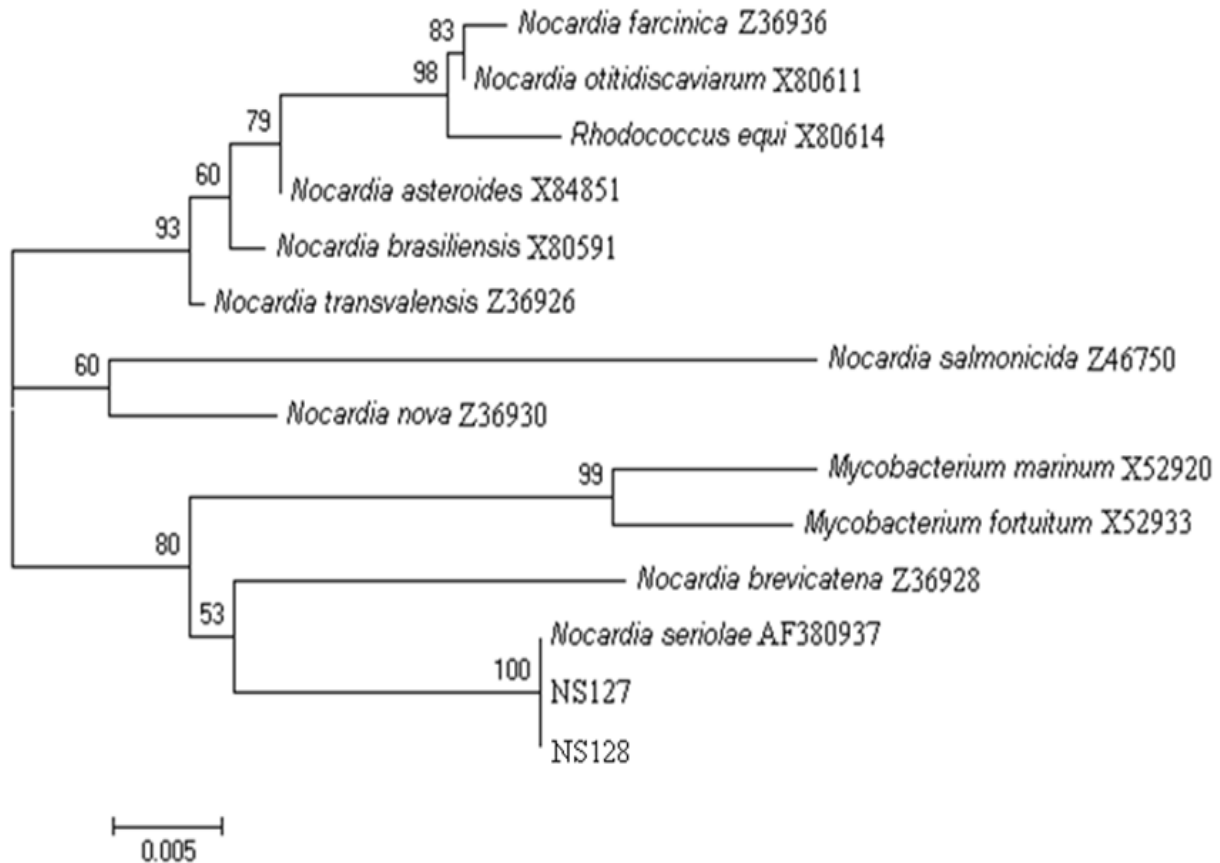 83
Nocardia farcinica Z36936
98
Nocardia otitidiscaviarum X80611
79
Rhodococcus equi X80614
60
Nocardia asteroides X84851
93
Nocardia brasiliensis X80591
Nocardia transvalensis Z36926
60
Nocardia salmonicida Z46750
Nocardia nova Z36930
99
Mycobacterium marinum X52920
Mycobacterium fortuitum X52933
80
Nocardia brevicatena Z36928
53
Nocardia seriolae AF380937
100
NS127
NS128
0.005